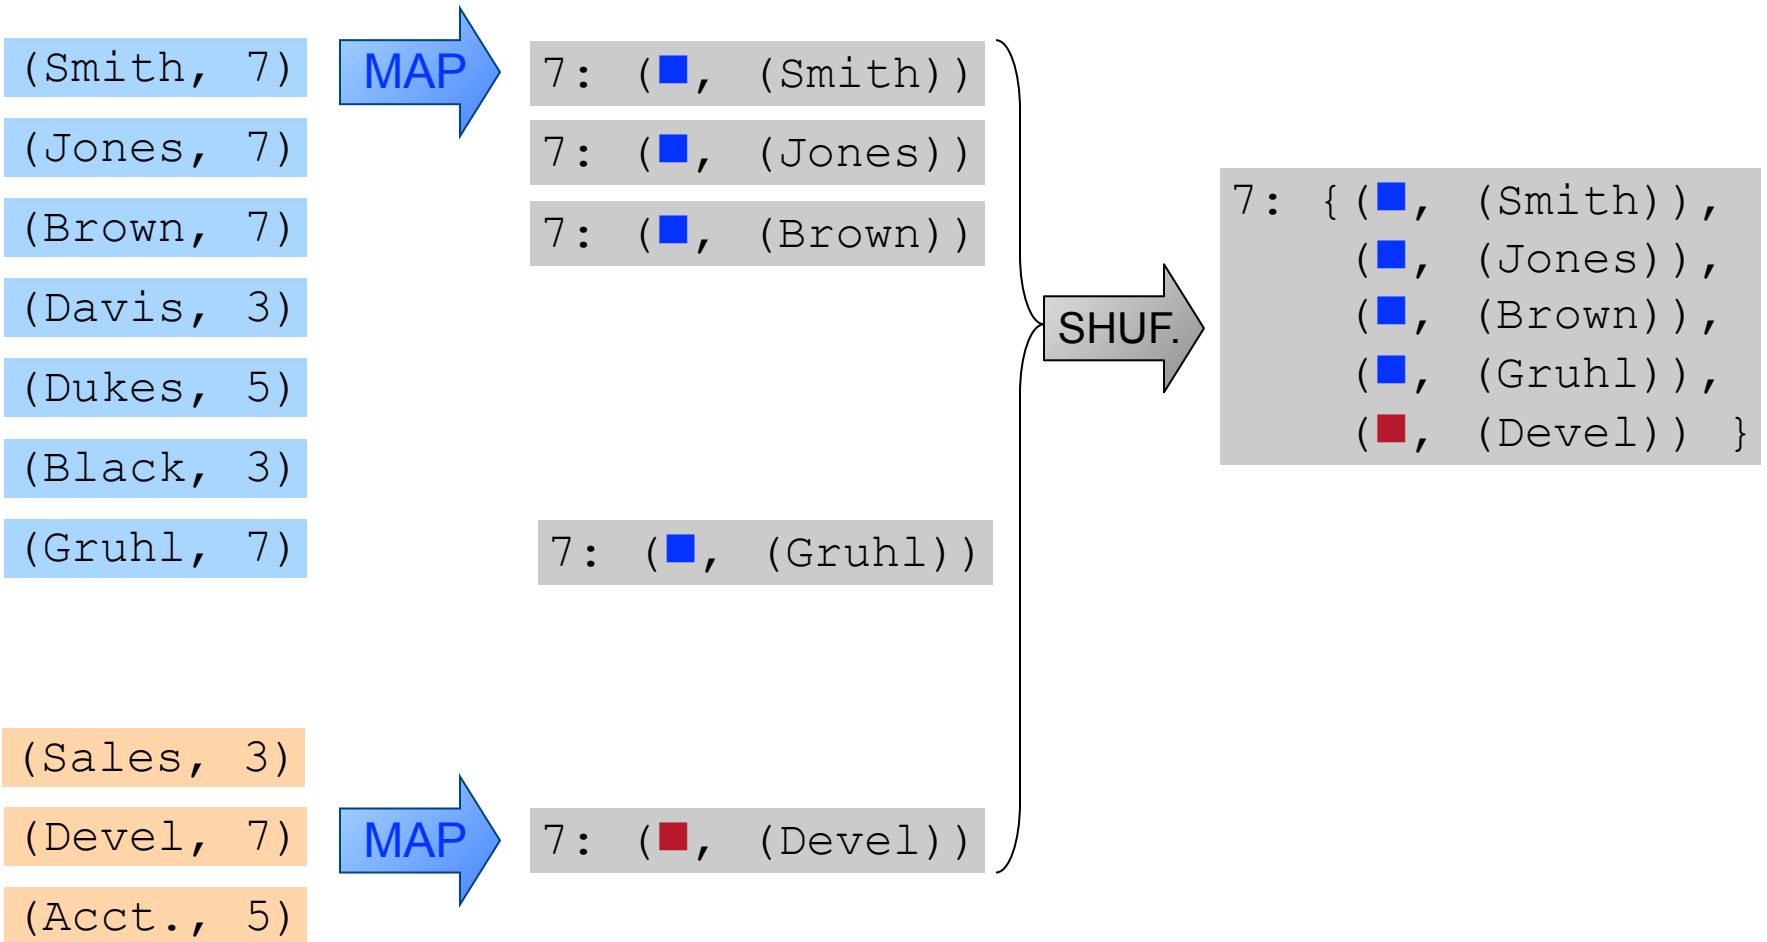 (Smith, 7)
(Jones, 7)
(Brown, 7)
(Davis, 3)
(Dukes, 5)
(Black, 3)
(Gruhl, 7)
(Sales, 3)
(Devel, 7)
(Acct., 5)
MAP
MAP
7: (■, (Smith))
7: (■, (Jones))
7: (■, (Brown))
7: (■, (Gruhl))
7: (■, (Devel))
SHUF.
7: {(■, (Smith)),
(■, (Jones)),
(■, (Brown)),
(■, (Gruhl)),
(■, (Devel)) }